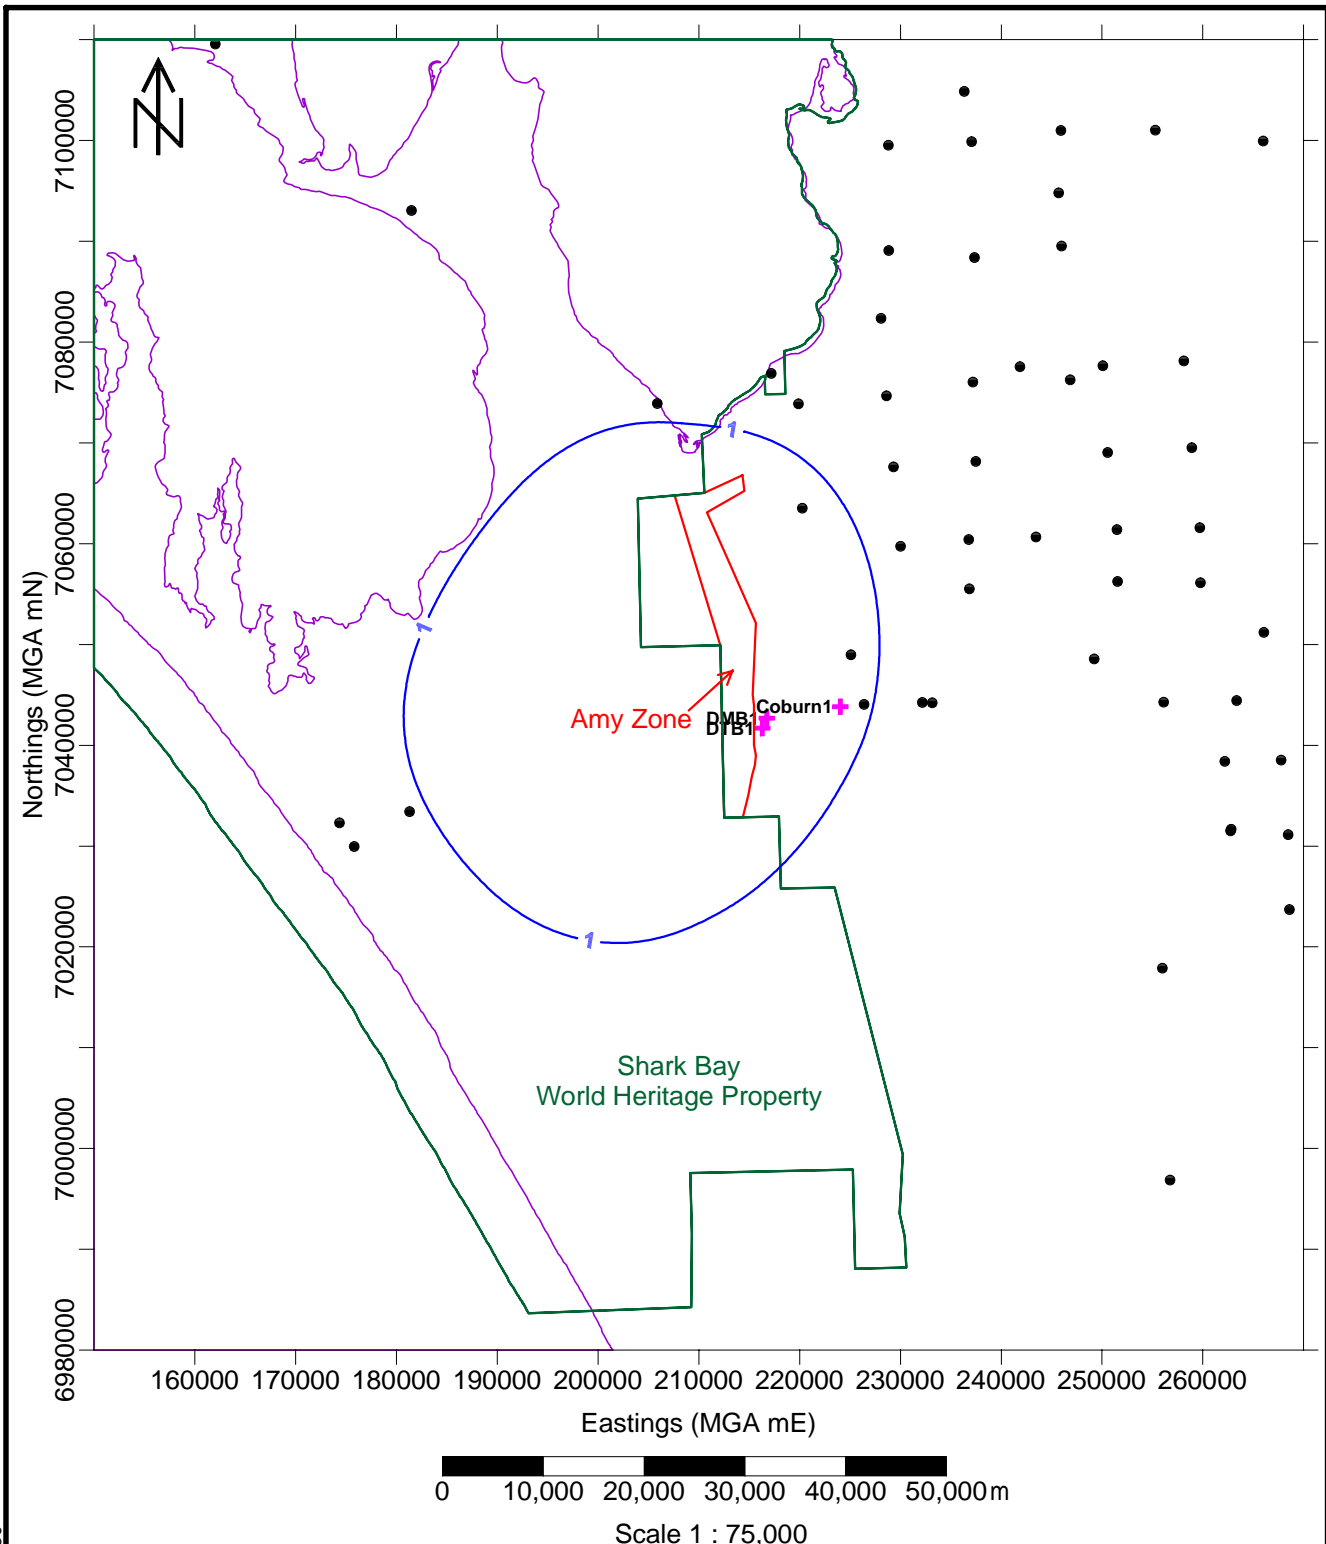 N
7100000
7080000
7060000
7040000
7020000
7000000
6980000
Northings (MGA mN)
1
1
1
Amy Zone
Coburn1
DMB1
DTB1
Shark Bay
World Heritage Property
160000 170000 180000 190000 200000 210000 220000 230000 240000 250000 260000
Eastings (MGA mE)
0 10,000 20,000 30,000 40,000 50,000m
Scale 1 : 75,000